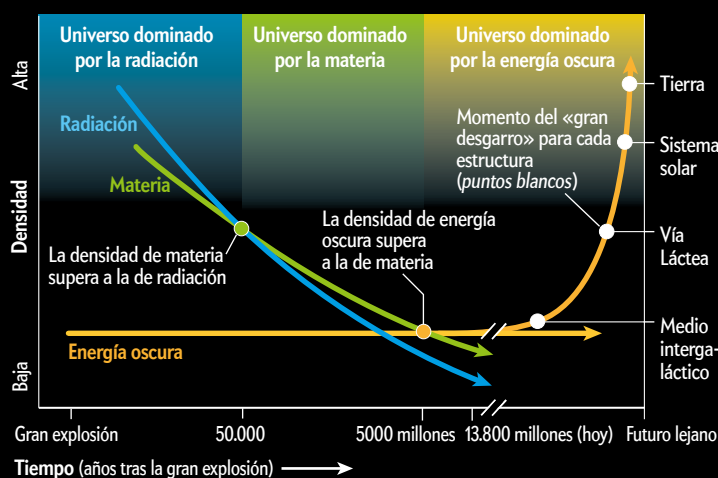 Universo dominado
por la radiación
Universo dominado
por la materia
Universo dominado
por la energía oscura
Alta
Densidad
Baja
Radiación
Materia
Energía oscura
La densidad de materia
supera a la de radiación
La densidad de energía
oscura supera
a la de materia
Momento del «gran
desgarro» para cada
estructura
(puntos blancos)
Tierra
Sistema
solar
Vía
Láctea
Medio
interga-
láctico
Gran explosión
50.000
5000 millones
13.800 millones (hoy)
Futuro lejano
Tiempo (años tras la gran explosión)